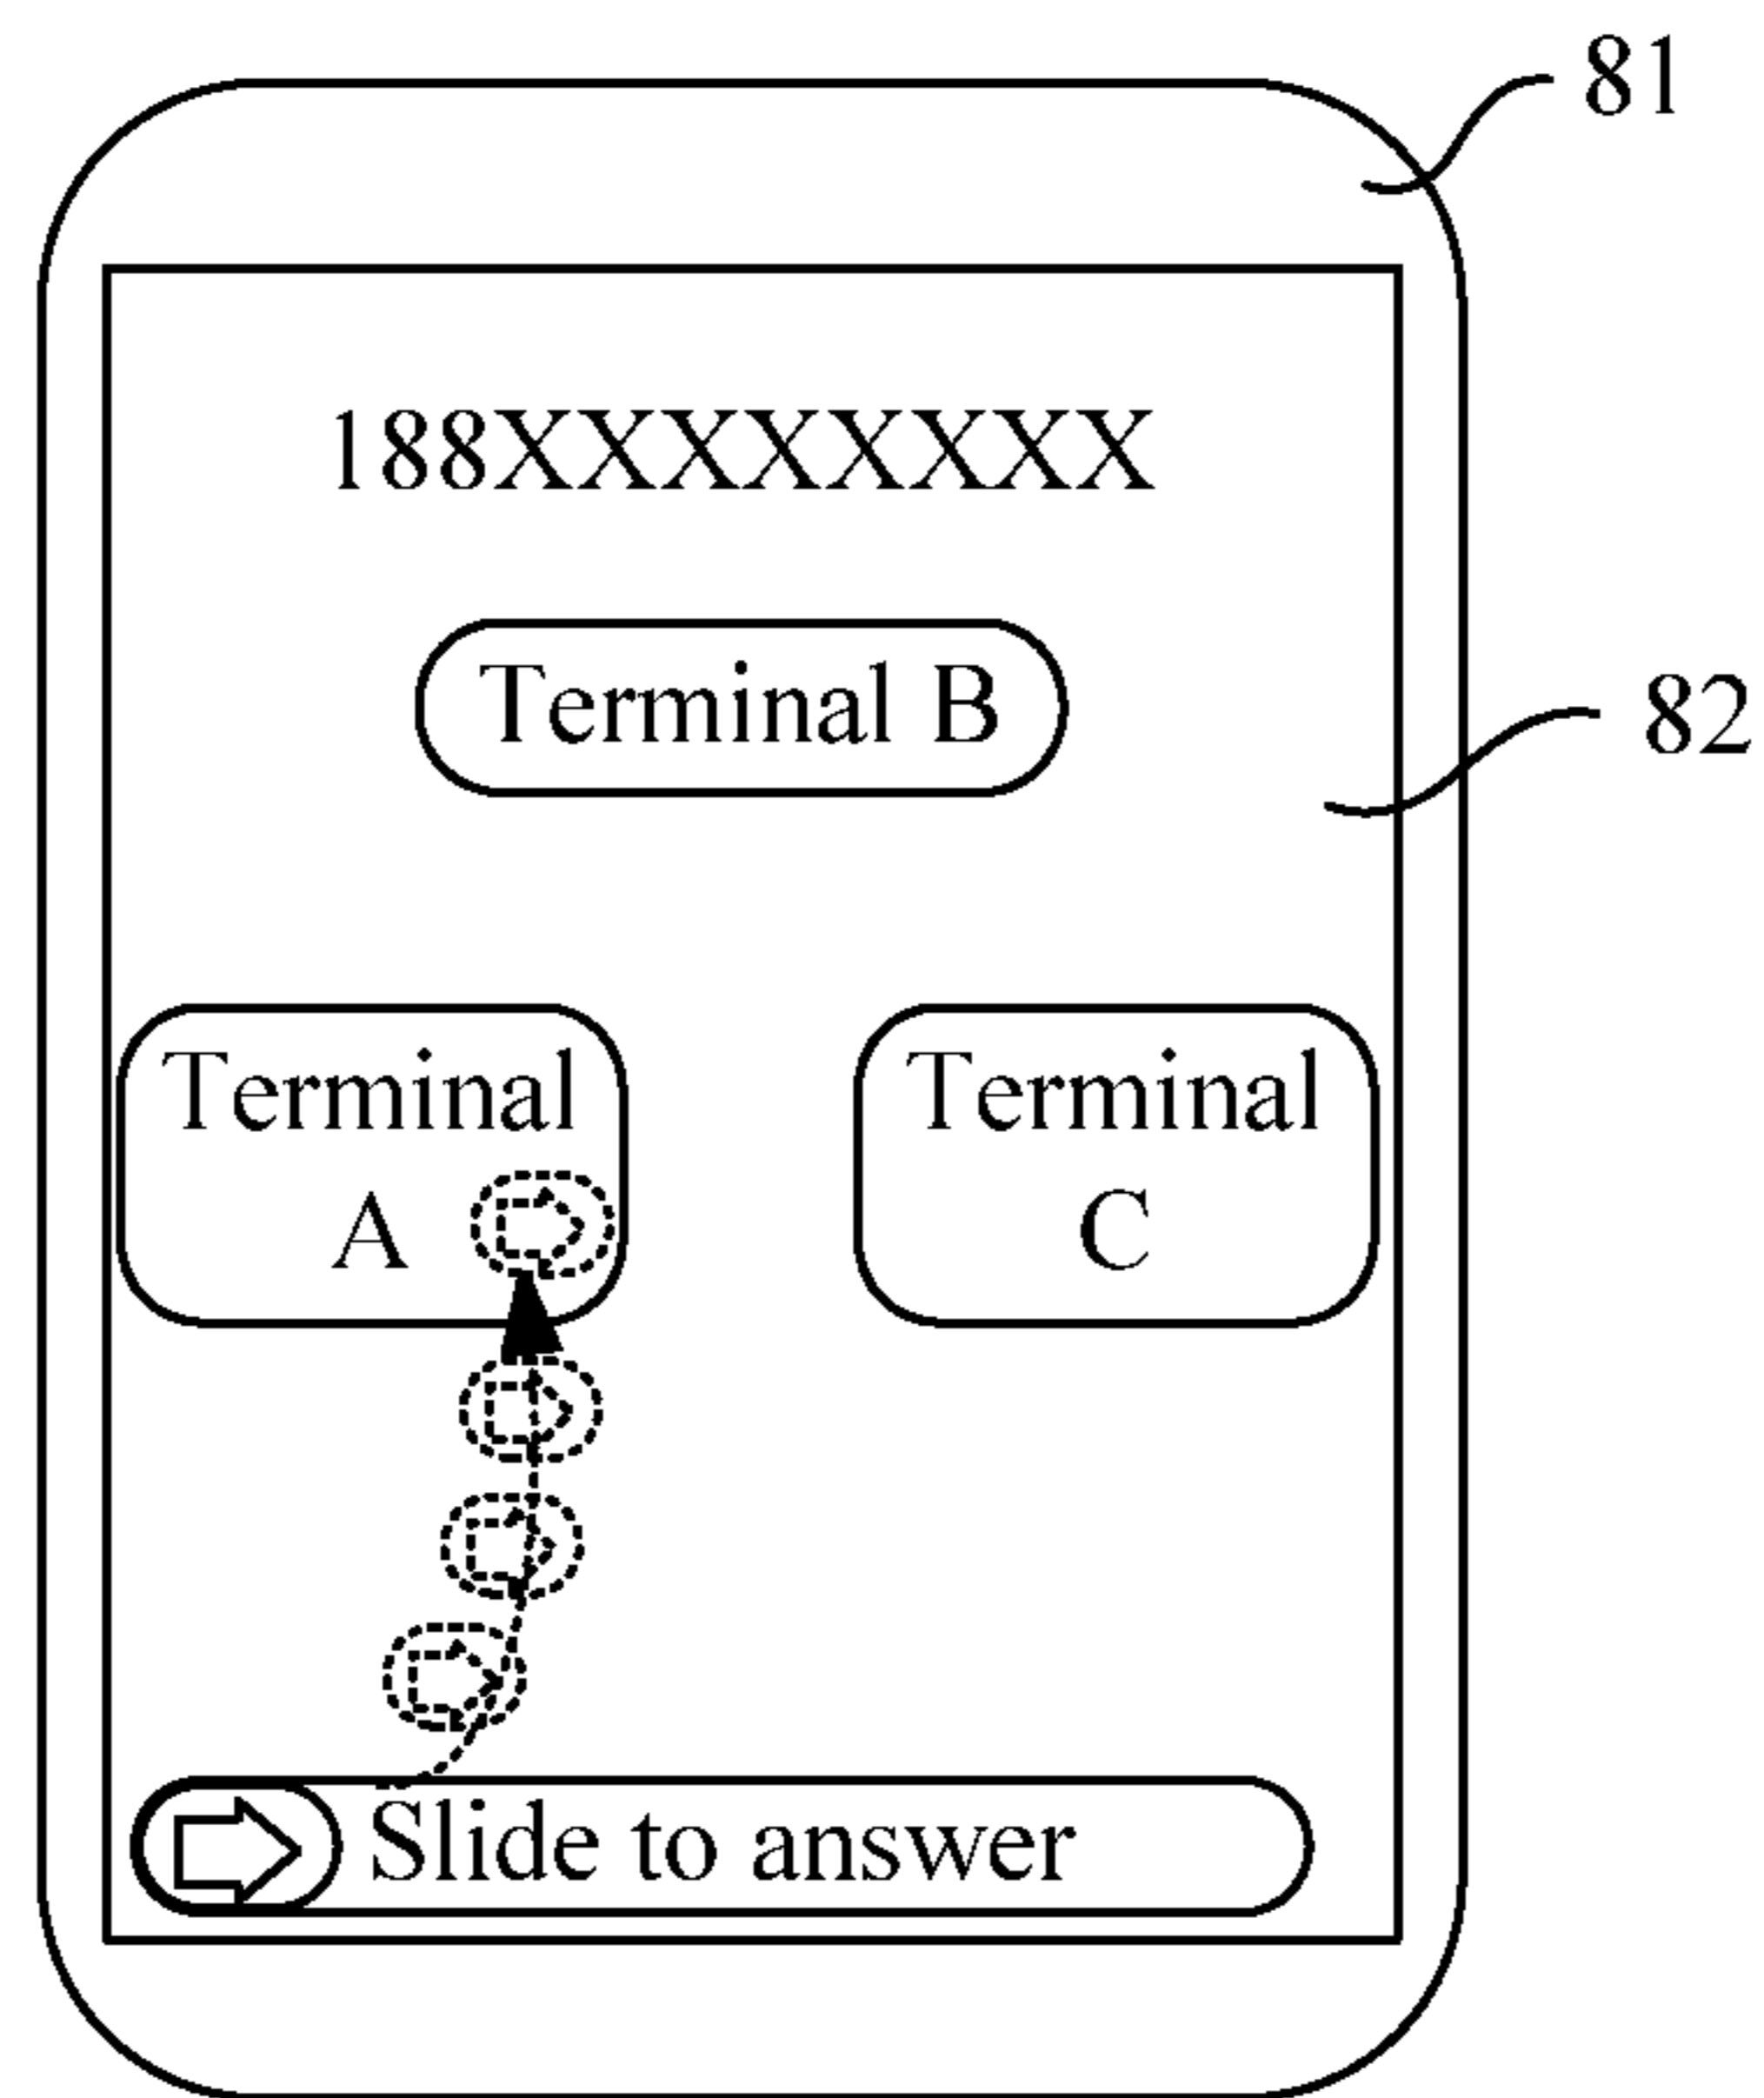 81
188XXXXXXXX
Terminal B
82
Terminal
A
Terminal
C
Slide to answer